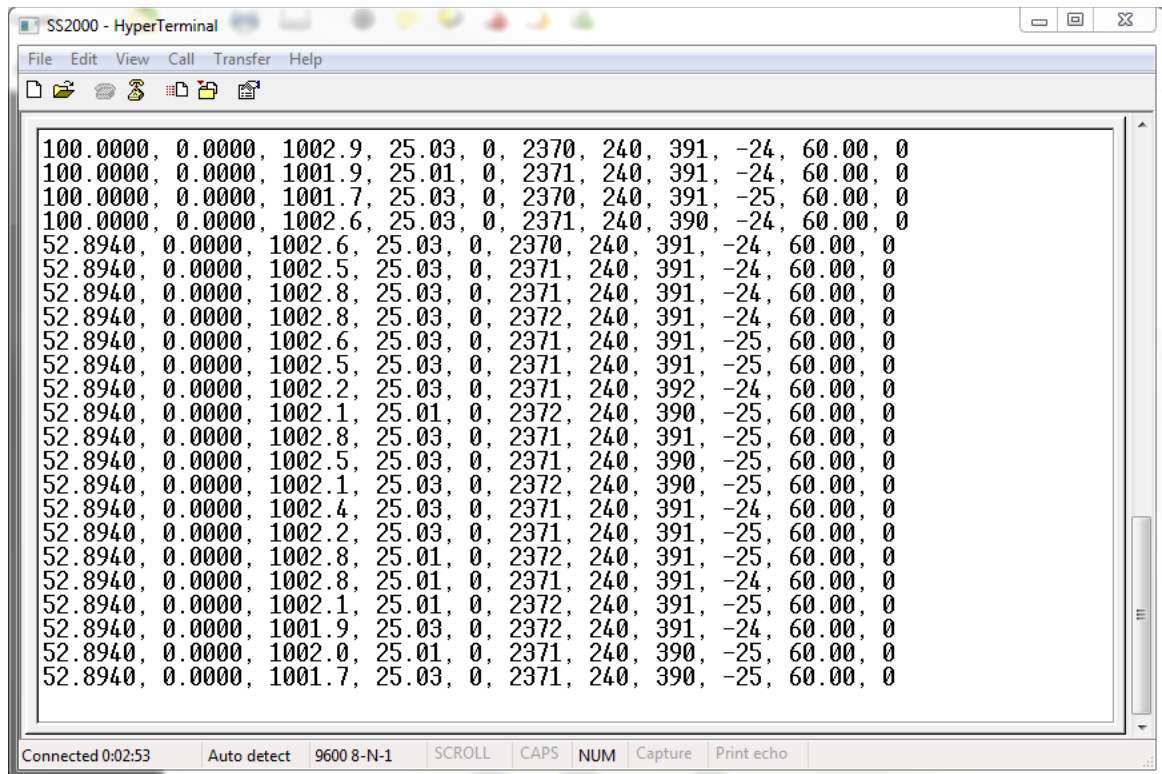 SS2000 - HyperTerminal
File Edit View Call Transfer Help
100.0000, 0.0000, 1002.9, 25.03, 0, 2370, 240, 391, -24, 60.00, 0
100.0000, 0.0000, 1001.9, 25.01, 0, 2371, 240, 391, -24, 60.00, 0
100.0000, 0.0000, 1001.7, 25.03, 0, 2370, 240, 391, -25, 60.00, 0
100.0000, 0.0000, 1002.6, 25.03, 0, 2371, 240, 390, -24, 60.00, 0
52.8940, 0.0000, 1002.6, 25.03, 0, 2370, 240, 391, -24, 60.00, 0
52.8940, 0.0000, 1002.5, 25.03, 0, 2371, 240, 391, -24, 60.00, 0
52.8940, 0.0000, 1002.8, 25.03, 0, 2371, 240, 391, -24, 60.00, 0
52.8940, 0.0000, 1002.8, 25.03, 0, 2372, 240, 391, -24, 60.00, 0
52.8940, 0.0000, 1002.6, 25.03, 0, 2371, 240, 391, -25, 60.00, 0
52.8940, 0.0000, 1002.5, 25.03, 0, 2371, 240, 391, -25, 60.00, 0
52.8940, 0.0000, 1002.2, 25.03, 0, 2371, 240, 392, -24, 60.00, 0
52.8940, 0.0000, 1002.1, 25.01, 0, 2372, 240, 390, -25, 60.00, 0
52.8940, 0.0000, 1002.8, 25.03, 0, 2371, 240, 391, -25, 60.00, 0
52.8940, 0.0000, 1002.5, 25.03, 0, 2371, 240, 390, -25, 60.00, 0
52.8940, 0.0000, 1002.1, 25.03, 0, 2372, 240, 390, -25, 60.00, 0
52.8940, 0.0000, 1002.4, 25.03, 0, 2371, 240, 391, -24, 60.00, 0
52.8940, 0.0000, 1002.2, 25.03, 0, 2371, 240, 391, -25, 60.00, 0
52.8940, 0.0000, 1002.8, 25.01, 0, 2372, 240, 391, -25, 60.00, 0
52.8940, 0.0000, 1002.8, 25.01, 0, 2371, 240, 391, -24, 60.00, 0
52.8940, 0.0000, 1002.1, 25.01, 0, 2372, 240, 391, -25, 60.00, 0
52.8940, 0.0000, 1001.9, 25.03, 0, 2372, 240, 391, -24, 60.00, 0
52.8940, 0.0000, 1002.0, 25.01, 0, 2371, 240, 390, -25, 60.00, 0
52.8940, 0.0000, 1001.7, 25.03, 0, 2371, 240, 390, -25, 60.00, 0
Connected 0:02:53 Auto detect 9600 8-N-1 SCROLL CAPS NUM Capture Print echo